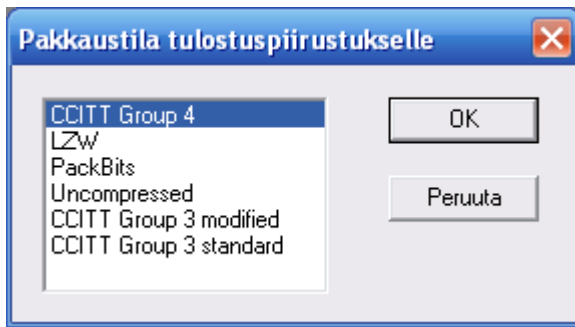 Pakkaustila tulostuspiirustukselle
CCITT Group 4
LZW
PackBits
Uncompressed
CCITT Group 3 modified
CCITT Group 3 standard
OK
Peruuta